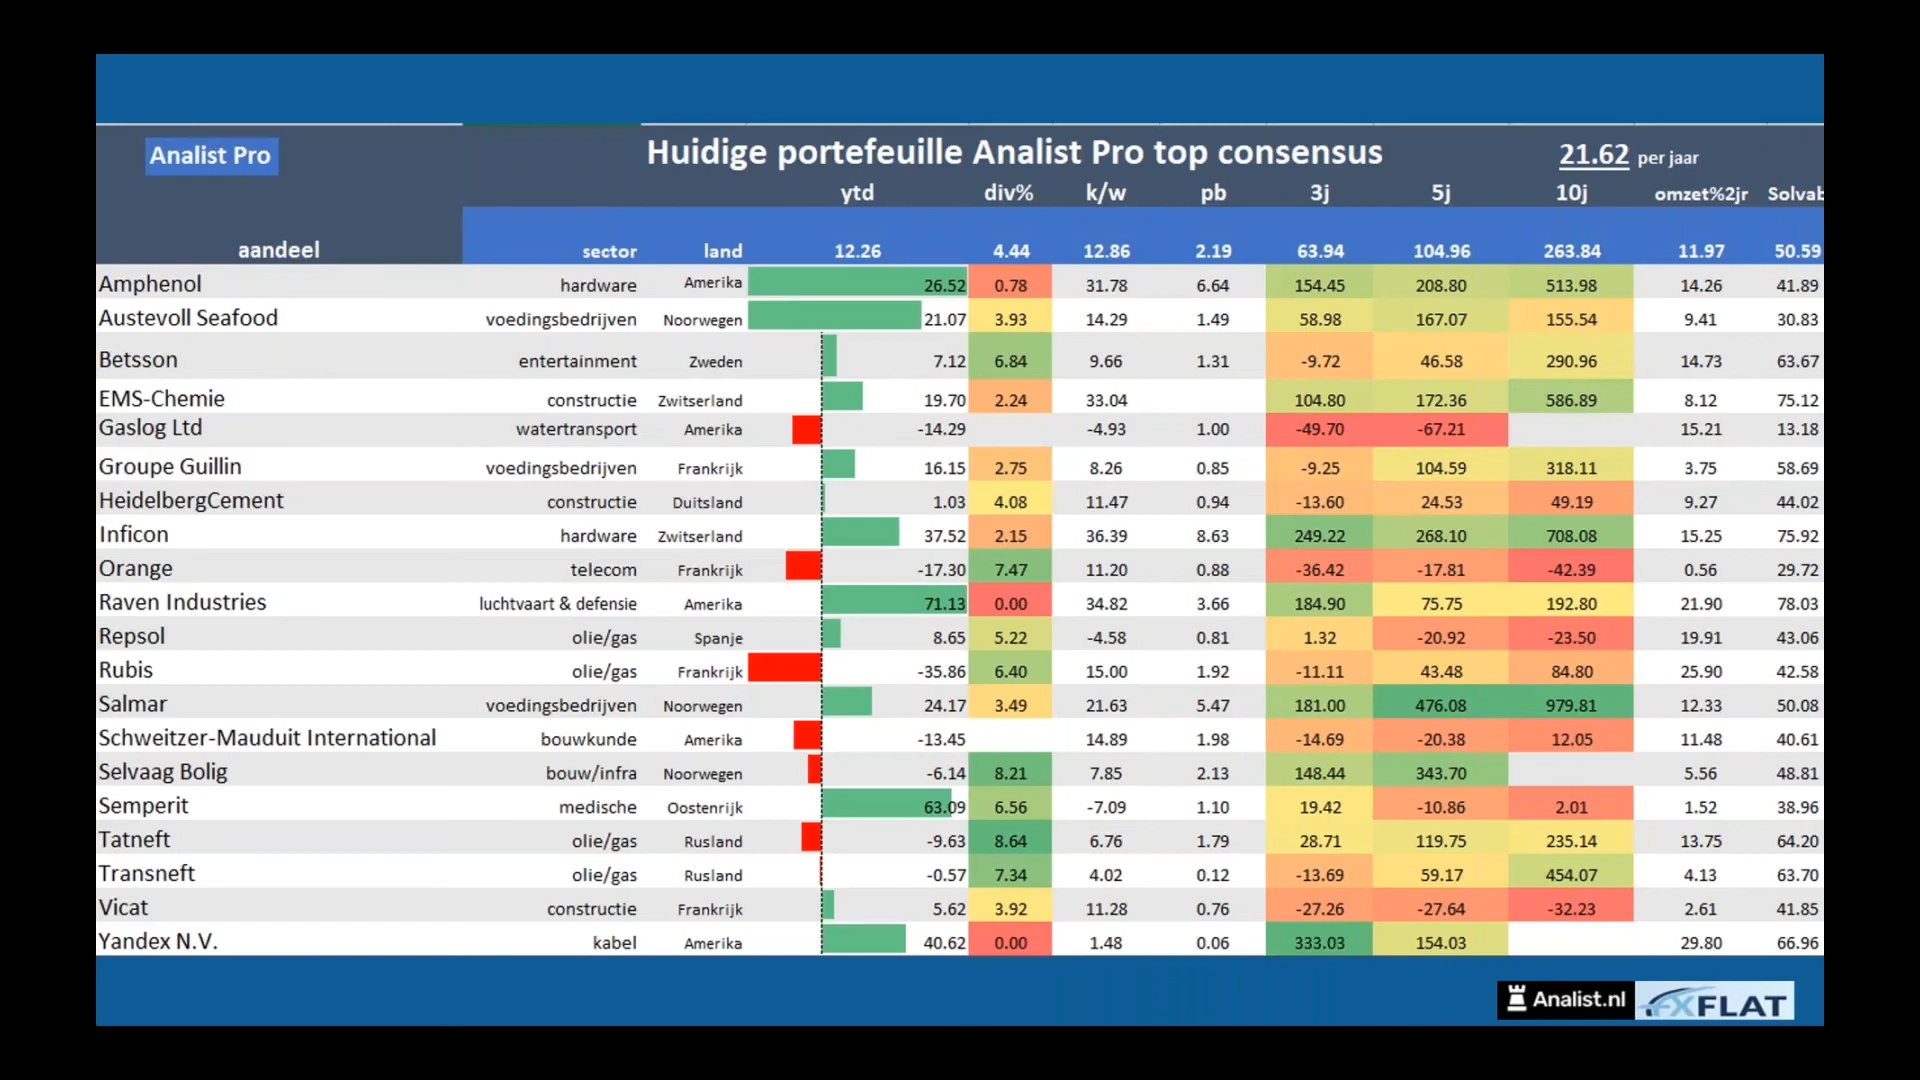 Analist Pro
Huidige portefeuille Analist Pro top consensus
21.62 per jaar
ytd div% k/w pb 3j 5j 10j omzet%2jr Solvab
aandeel sector land 12.26 4.44 12.86 2.19 63.94 104.96 263.84 11.97 50.59
Amphenol hardware Amerika 26.52 0.78 31.78 6.64 154.45 208.80 513.98 14.26 41.89
Austevoll Seafood voedingsbedrijven Noorwegen 21.07 3.93 14.29 1.49 58.98 167.07 155.54 9.41 30.83
Betsson entertainment Zweden 7.12 6.84 9.66 1.31 -9.72 46.58 290.96 14.73 63.67
EMS-Chemie constructie Zwitserland 19.70 2.24 33.04 104.80 172.36 586.89 8.12 75.12
Gaslog Ltd watertransport Amerika -14.29 -4.93 1.00 -49.70 -67.21 15.21 13.18
Groupe Guillin voedingsbedrijven Frankrijk 16.15 2.75 8.26 0.85 -9.25 104.59 318.11 3.75 58.69
HeidelbergCement constructie Duitsland 1.03 4.08 11.47 0.94 -13.60 24.53 49.19 9.27 44.02
Inficon hardware Zwitserland 37.52 2.15 36.39 8.63 249.22 268.10 708.08 15.25 75.92
Orange telecom Frankrijk -17.30 7.47 11.20 0.88 -36.42 -17.81 -42.39 0.56 29.72
Raven Industries luchtvaart & defensie Amerika 71.13 0.00 34.82 3.66 184.90 75.75 192.80 21.90 78.03
Repsol olie/gas Spanje 8.65 5.22 -4.58 0.81 1.32 -20.92 -23.50 19.91 43.06
Rubis olie/gas Frankrijk -35.86 6.40 15.00 1.92 -11.11 43.48 84.80 25.90 42.58
Salmar voedingsbedrijven Noorwegen 24.17 3.49 21.63 5.47 181.00 476.08 979.81 12.33 50.08
Schweitzer-Mauduit International bouwkunde Amerika -13.45 14.89 1.98 -14.69 -20.38 12.05 11.48 40.61
Selvaag Bolig bouw/infra Noorwegen -6.14 8.21 7.85 2.13 148.44 343.70 5.56 48.81
Semperit medische Oostenrijk 63.09 6.56 -7.09 1.10 19.42 -10.86 2.01 1.52 38.96
Tatneft olie/gas Rusland -9.63 8.64 6.76 1.79 28.71 119.75 235.14 13.75 64.20
Transneft olie/gas Rusland -0.57 7.34 4.02 0.12 -13.69 59.17 454.07 4.13 63.70
Vicat constructie Frankrijk 5.62 3.92 11.28 0.76 -27.26 -27.64 -32.23 2.61 41.85
Yandex N.V. kabel Amerika 40.62 0.00 1.48 0.06 333.03 154.03 29.80 66.96
Analist.nl FXFLAT